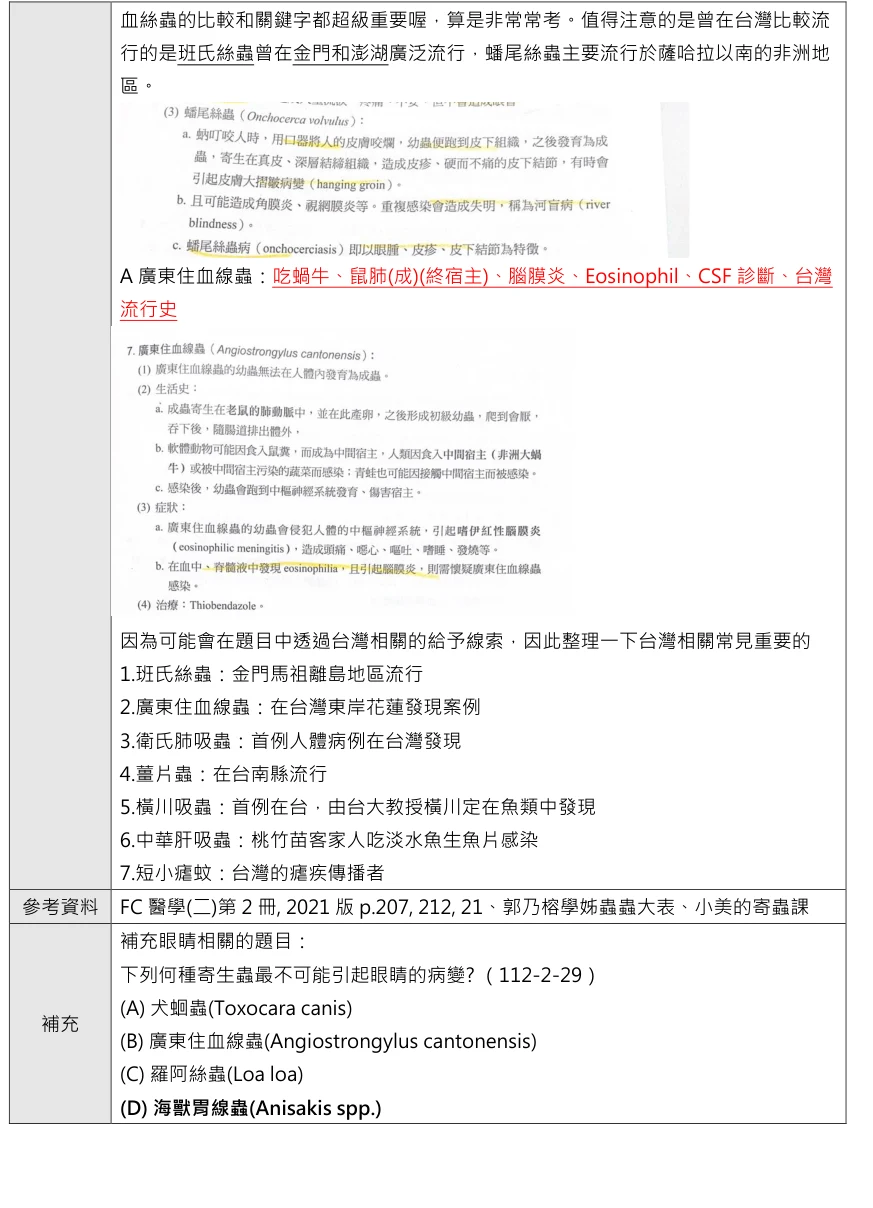 血絲蟲的比較和關鍵字都超級重要喔，算是非常常考。值得注意的是曾在台灣比較流
行的是班氏絲蟲曾在金門和澎湖廣泛流行，蟠尾絲蟲主要流行於薩哈拉以南的非洲地
區。
(3) 蟠尾絲蟲（Onchocerca volvulus）：
a. 蚋叮咬人時，用口器將人的皮膚咬爛，幼蟲便跑到皮下組織，之後發育為成
蟲，寄生在真皮、深層結締組織，造成皮疹、硬而不痛的皮下結節，有時會
引起皮膚大摺皺病變（hanging groin）。
b. 且可能造成角膜炎、視網膜炎等。重複感染會造成失明，稱為河盲病（river
blindness）。
c. 蟠尾絲蟲病（onchocerciasis）即以眼腫、皮疹、皮下結節為特徵。
A 廣東住血線蟲：吃蝸牛、鼠肺(成)(終宿主)、腦膜炎、Eosinophil、CSF 診斷、台灣
流行史
7. 廣東住血線蟲（Angiostrongylus cantonensis）：
(1) 廣東住血線蟲的幼蟲無法在人體內發育為成蟲。
(2) 生活史：
a. 成蟲寄生在老鼠的肺動脈中，並在此產卵，之後形成初級幼蟲，爬到會厭，
吞下後，隨腸道排出體外，
b. 軟體動物可能因食入鼠糞，而成為中間宿主，人類因食入中間宿主（非洲大蝸
牛）或被中間宿主污染的蔬菜而感染；青蛙也可能因接觸中間宿主而被感染。
c. 感染後，幼蟲會跑到中樞神經系統發育、傷害宿主。
(3) 症狀：
a. 廣東住血線蟲的幼蟲會侵犯人體的中樞神經系統，引起嗜伊紅性腦膜炎
（eosinophilic meningitis），造成頭痛、噁心、嘔吐、嗜睡、發燒等。
b. 在血中、脊髓液中發現 eosinophilia，且引起腦膜炎，則需懷疑廣東住血線蟲
感染。
(4) 治療：Thiobendazole。
因為可能會在題目中透過台灣相關的給予線索，因此整理一下台灣相關常見重要的
1.班氏絲蟲：金門馬祖離島地區流行
2.廣東住血線蟲：在台灣東岸花蓮發現案例
3.衛氏肺吸蟲：首例人體病例在台灣發現
4.薑片蟲：在台南縣流行
5.橫川吸蟲：首例在台，由台大教授橫川定在魚類中發現
6.中華肝吸蟲：桃竹苗客家人吃淡水魚生魚片感染
7.短小瘧蚊：台灣的瘧疾傳播者
參考資料 FC 醫學(二)第 2 冊, 2021 版 p.207, 212, 21、郭乃榕學姊蟲蟲大表、小美的寄蟲課
補充
補充眼睛相關的題目：
下列何種寄生蟲最不可能引起眼睛的病變?（112-2-29）
(A) 犬蛔蟲(Toxocara canis)
(B) 廣東住血線蟲(Angiostrongylus cantonensis)
(C) 羅阿絲蟲(Loa loa)
(D) 海獸胃線蟲(Anisakis spp.)